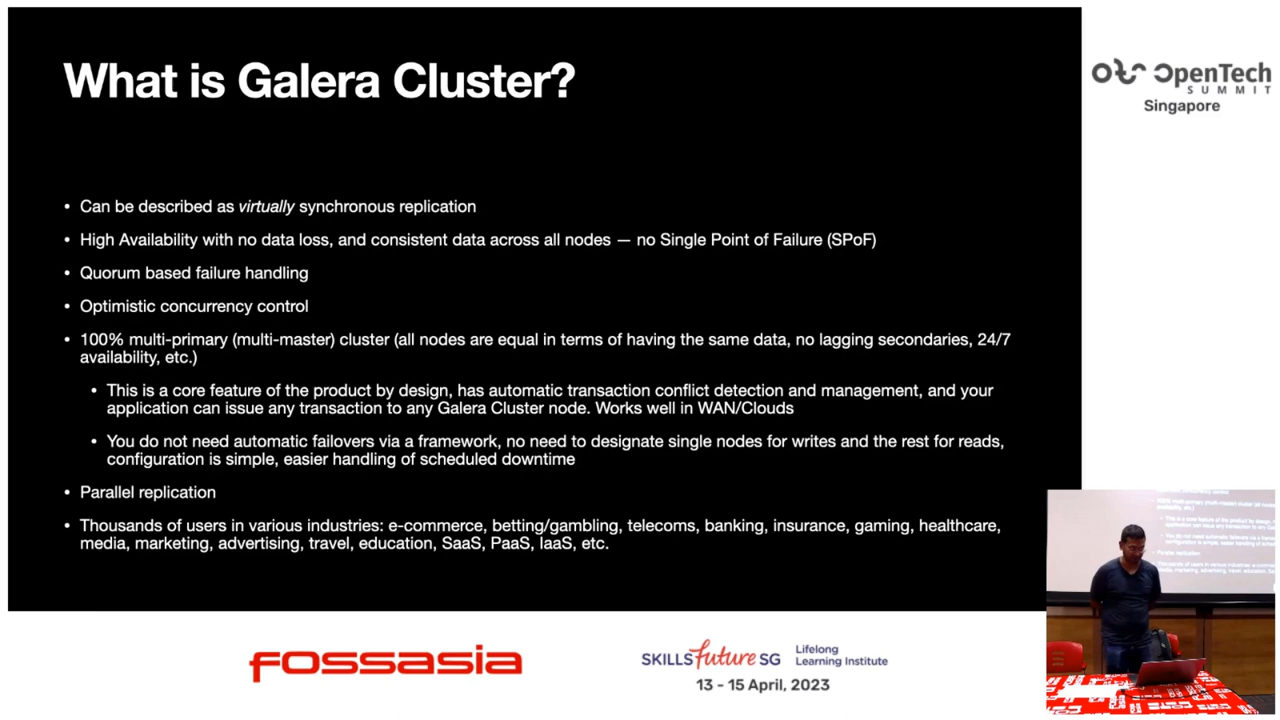 What is Galera Cluster?
• Can be described as virtually synchronous replication
• High Availability with no data loss, and consistent data across all nodes — no Single Point of Failure (SPoF)
• Quorum based failure handling
• Optimistic concurrency control
• 100% multi-primary (multi-master) cluster (all nodes are equal in terms of having the same data, no lagging secondaries, 24/7
availability, etc.)
• This is a core feature of the product by design, has automatic transaction conflict detection and management, and your
application can issue any transaction to any Galera Cluster node. Works well in WAN/Clouds
• You do not need automatic failovers via a framework, no need to designate single nodes for writes and the rest for reads,
configuration is simple, easier handling of scheduled downtime
• Parallel replication
• Thousands of users in various industries: e-commerce, betting/gambling, telecoms, banking, insurance, gaming, healthcare,
media, marketing, advertising, travel, education, SaaS, PaaS, IaaS, etc.
OpenTech
SUMMIT
Singapore
fossasia
SKILLSfuture SG
Lifelong
Learning Institute
13 - 15 April, 2023